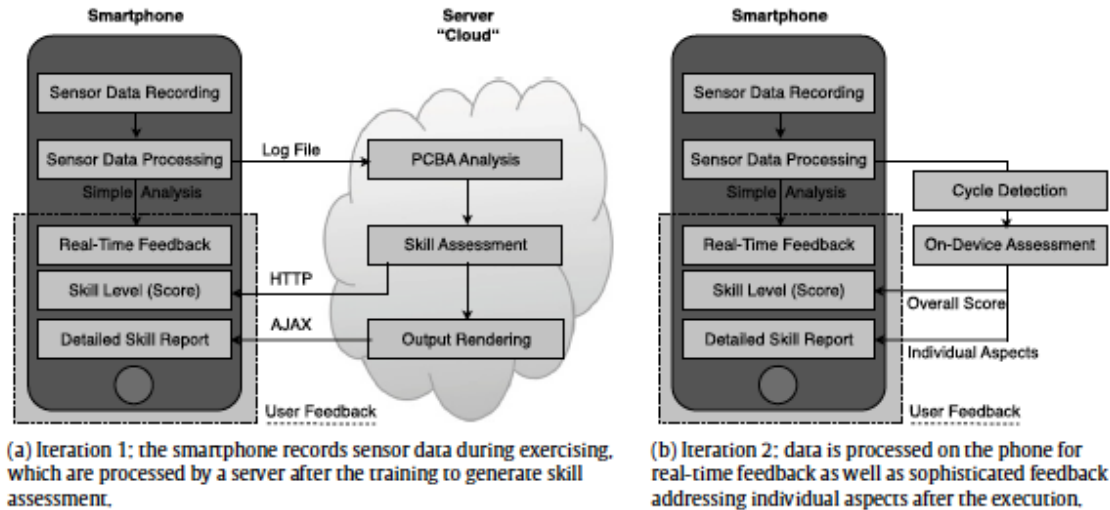 Smartphone
Server
"Cloud"
Sensor Data Recording
Sensor Data Processing
Log File
PCBA Analysis
Simple Analysis
Real-Time Feedback
Skill Assessment
HTTP
Skill Level (Score)
AJAX
Detailed Skill Report
Output Rendering
User Feedback
(a) Iteration 1: the smartphone records sensor data during exercising,
which are processed by a server after the training to generate skill
assessment.
Smartphone
Sensor Data Recording
Sensor Data Processing
Simple Analysis
Cycle Detection
Real-Time Feedback
On-Device Assessment
Skill Level (Score)
Overall Score
Detailed Skill Report
Individual Aspects
User Feedback
(b) Iteration 2: data is processed on the phone for
real-time feedback as well as sophisticated feedback
addressing individual aspects after the execution.